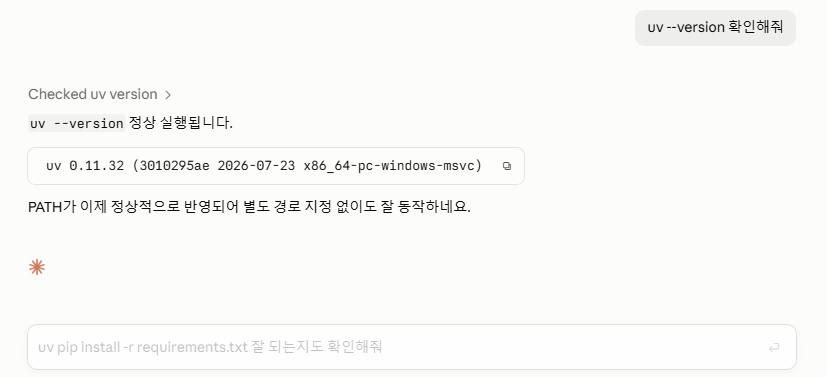 uv --version 확인해줘
Checked uv version
uv --version 정상 실행됩니다.
uv 0.11.32 (3010295ae 2026-07-23 x86_64-pc-windows-msvc)
PATH가 이제 정상적으로 반영되어 별도 경로 지정 없이도 잘 동작하네요.
uv pip install -r requirements.txt 잘 되는지도 확인해줘